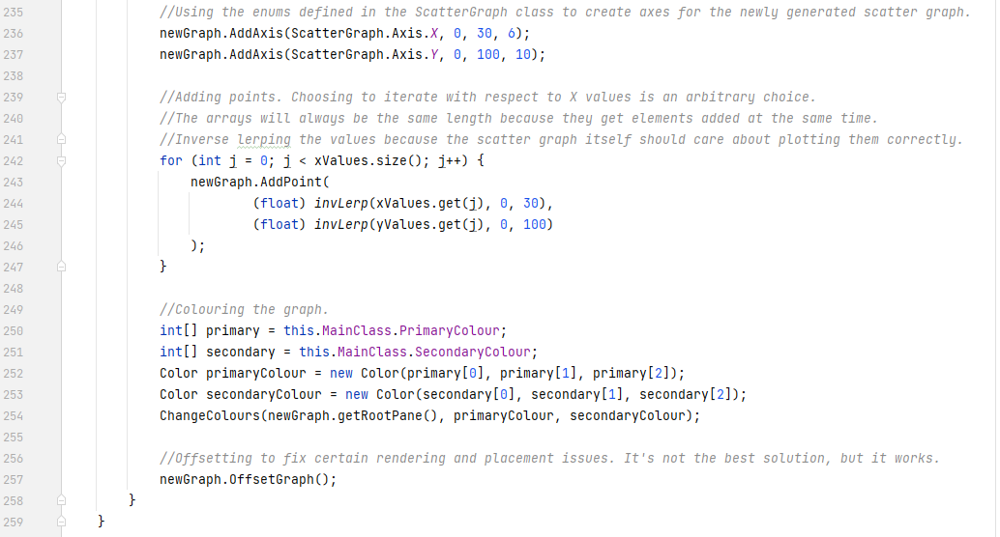 235 //Using the enums defined in the ScatterGraph class to create axes for the newly generated scatter graph.
236 newGraph.AddAxis(ScatterGraph.Axis.X, 0, 30, 6);
237 newGraph.AddAxis(ScatterGraph.Axis.Y, 0, 100, 10);
238
239 //Adding points. Choosing to iterate with respect to X values is an arbitrary choice.
240 //The arrays will always be the same length because they get elements added at the same time.
241 //Inverse lerping the values because the scatter graph itself should care about plotting them correctly.
242 for (int j = 0; j < xValues.size(); j++) {
243     newGraph.AddPoint(
244             (float) invLerp(xValues.get(j), 0, 30),
245             (float) invLerp(yValues.get(j), 0, 100)
246     );
247 }
248
249 //Colouring the graph.
250 int[] primary = this.MainClass.PrimaryColour;
251 int[] secondary = this.MainClass.SecondaryColour;
252 Color primaryColour = new Color(primary[0], primary[1], primary[2]);
253 Color secondaryColour = new Color(secondary[0], secondary[1], secondary[2]);
254 ChangeColours(newGraph.getRootPane(), primaryColour, secondaryColour);
255
256 //Offsetting to fix certain rendering and placement issues. It's not the best solution, but it works.
257 newGraph.OffsetGraph();
258 }
259 }